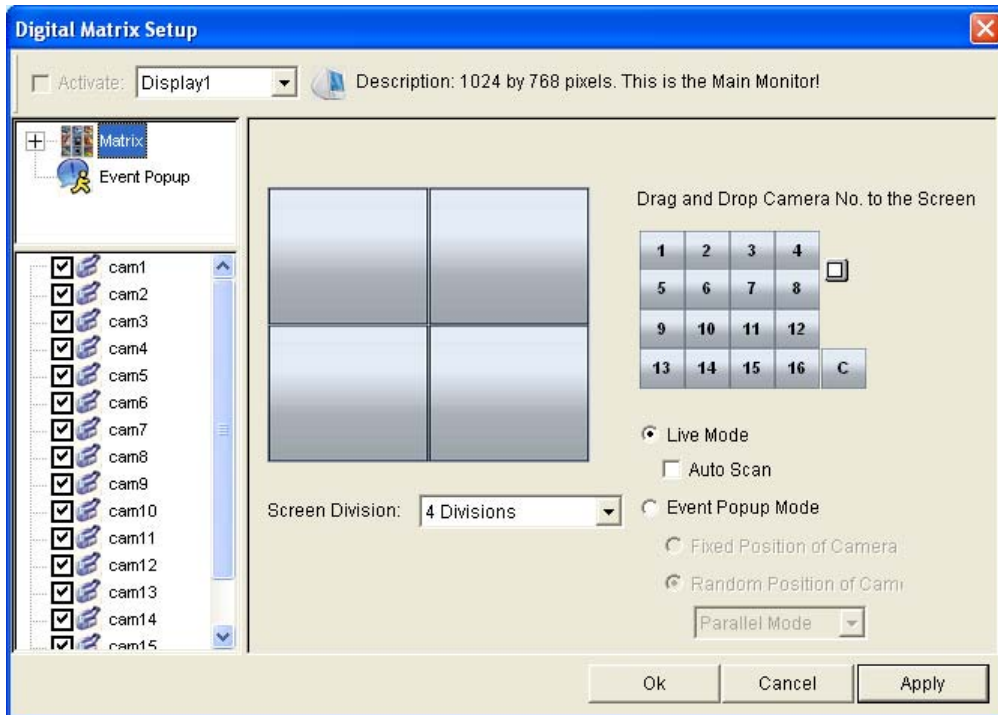 Digital Matrix Setup
Activate: Display1 Description: 1024 by 768 pixels. This is the Main Monitor!
Matrix
Event Popup
cam1
cam2
cam3
cam4
cam5
cam6
cam7
cam8
cam9
cam10
cam11
cam12
cam13
cam14
cam15
Screen Division: 4 Divisions
Drag and Drop Camera No. to the Screen
1 2 3 4
5 6 7 8
9 10 11 12
13 14 15 16 C
Live Mode
Auto Scan
Event Popup Mode
Fixed Position of Camera
Random Position of
Parallel Mode
Ok Cancel Apply